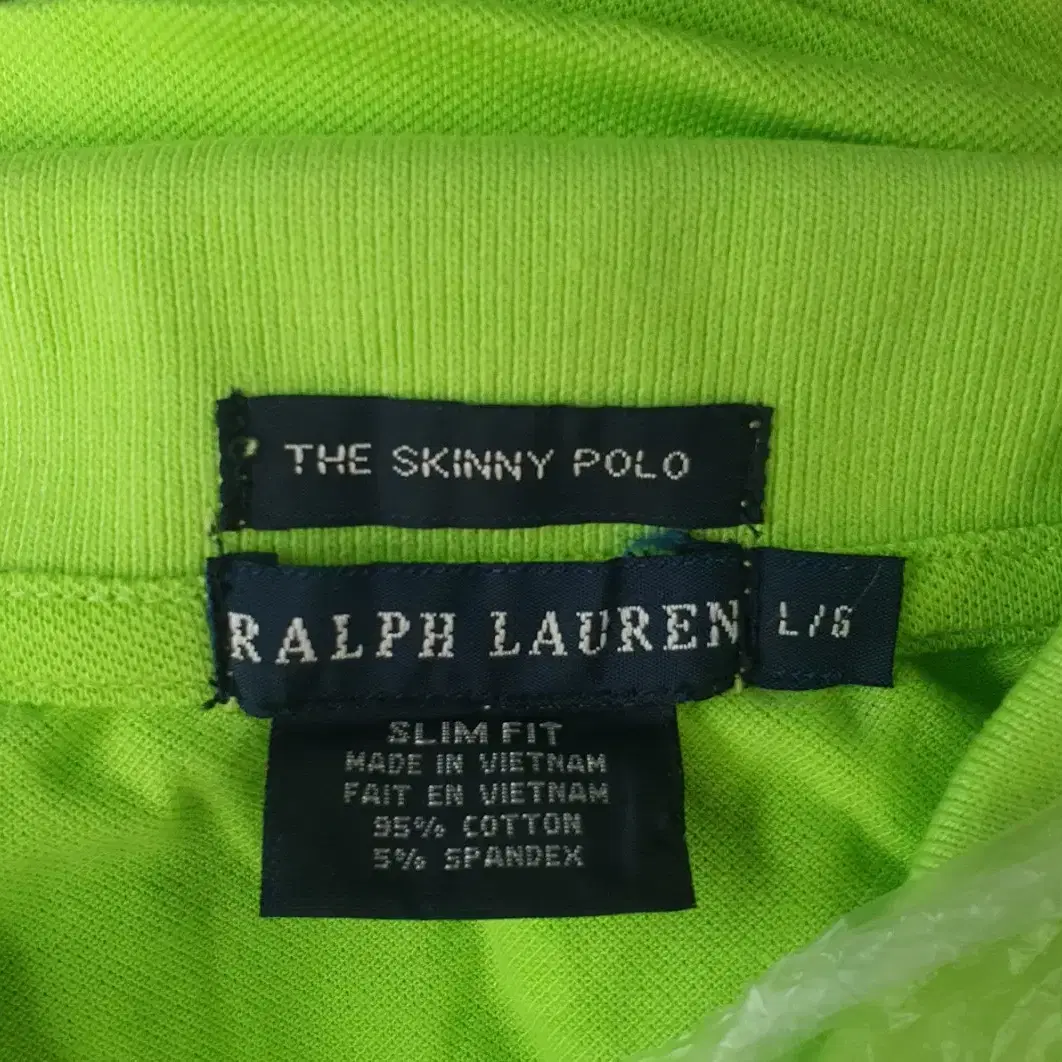 THE SKINNY POLO
RALPH LAUREN
L/G
SLIM FIT
MADE IN VIETNAM
FAIT EN VIETNAM
95% COTTON
5% SPANDEX